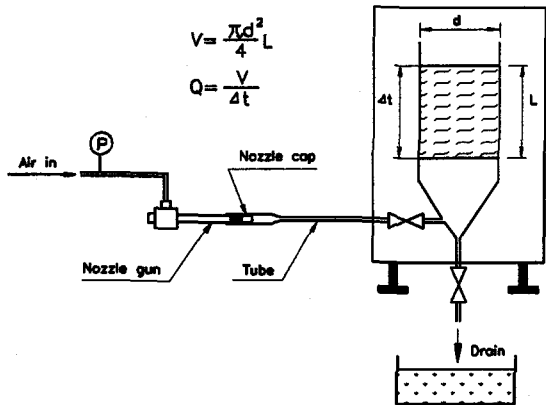 V = πd²/4 L
Q = V/Δt
d
Δt
L
P
Air in
Nozzle cap
Nozzle gun
Tube
Drain